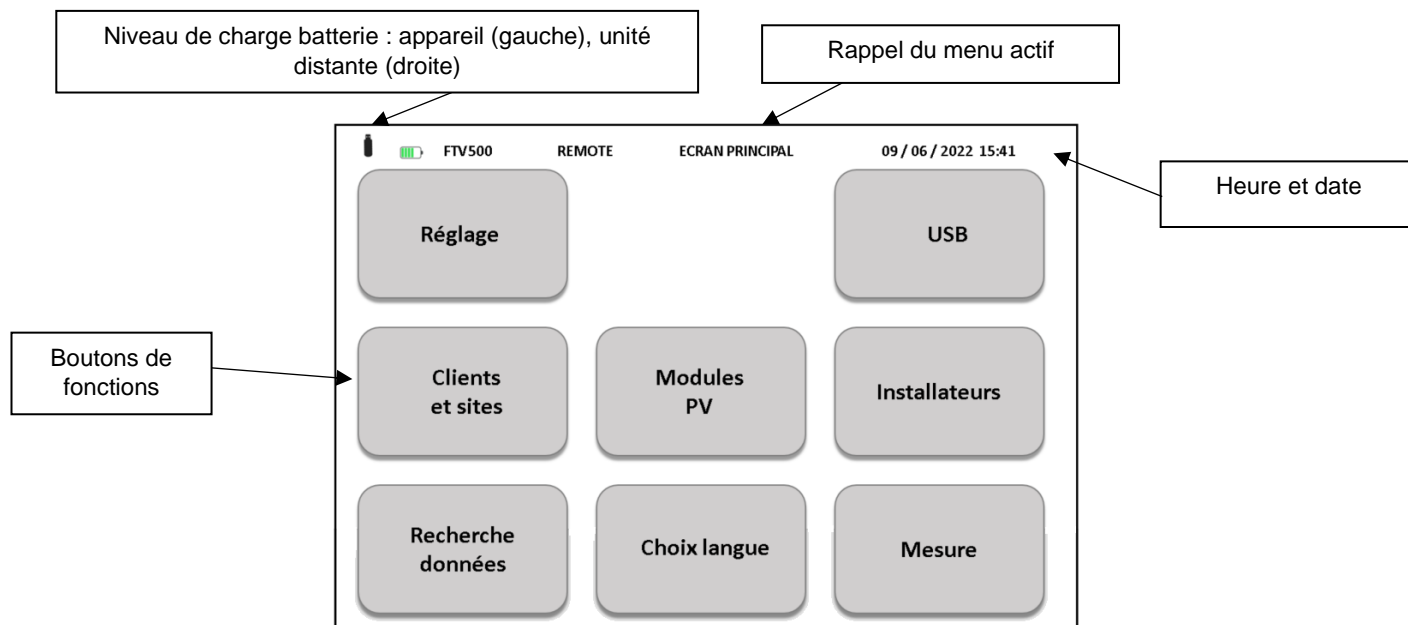 Niveau de charge batterie : appareil (gauche), unité
distante (droite)
Rappel du menu actif
FTV500 REMOTE ECRAN PRINCIPAL 09 / 06 / 2022 15:41
Heure et date
Réglage
USB
Boutons de
fonctions
Clients
et sites
Modules
PV
Installateurs
Recherche
données
Choix langue
Mesure